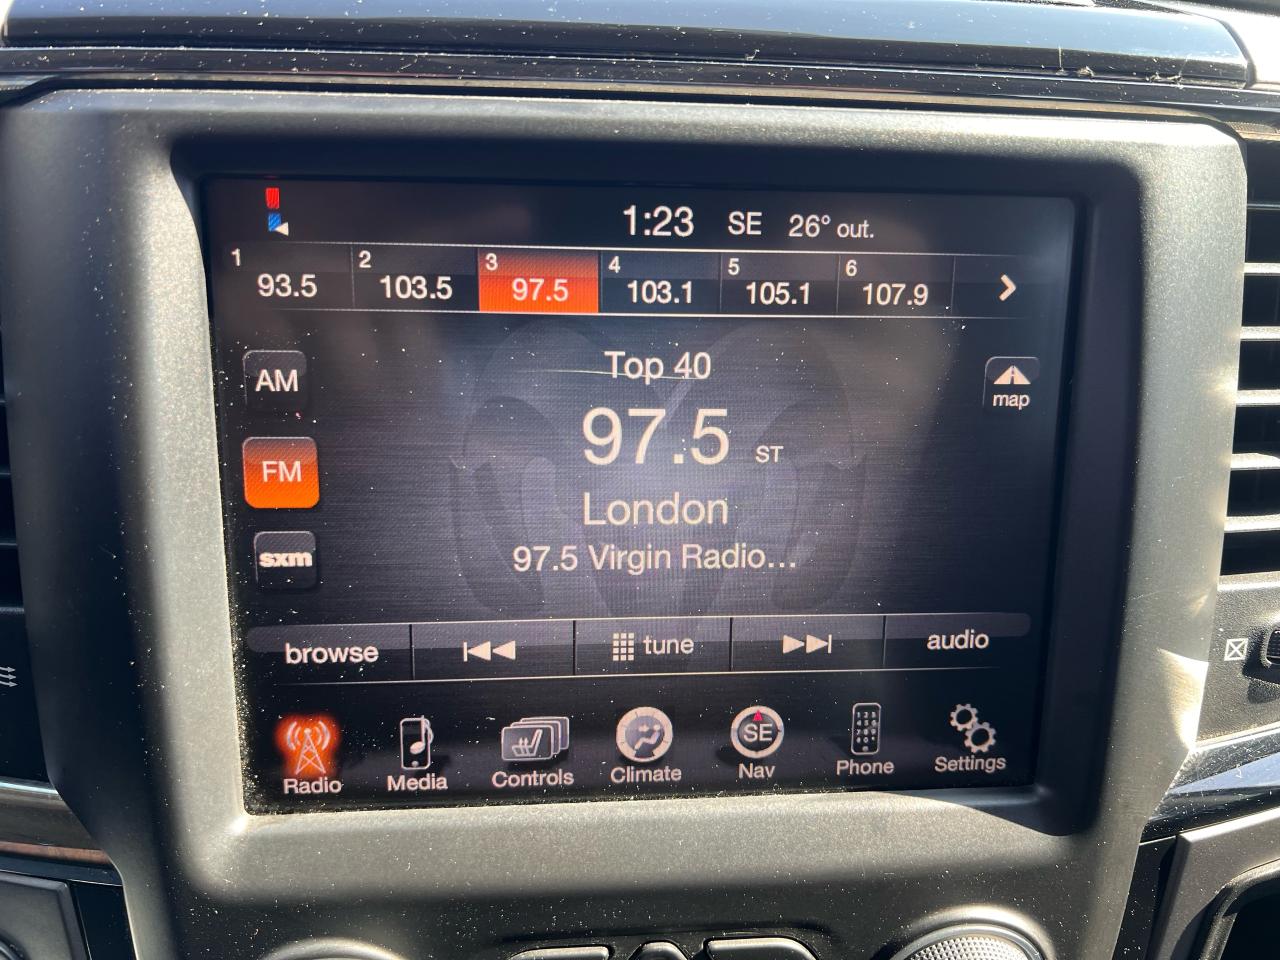 1:23 SE 26° out.
1 2 3 4 5 6
93.5 103.5 97.5 103.1 105.1 107.9
AM
Top 40
map
97.5 ST
FM
London
sxm
97.5 Virgin Radio...
browse tune audio
SE
Radio Media Controls Climate Nav Phone Settings